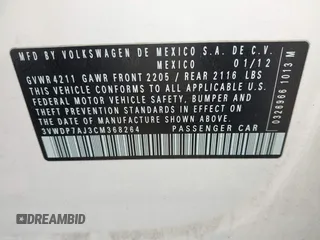 MFD BY VOLKSWAGEN DE MEXICO S.A. DE C.V.
MEXICO 01/12
GVWR 4211 GAWR FRONT 2205 / REAR 2116 LBS
THIS VEHICLE CONFORMS TO ALL APPLICABLE U.S.
FEDERAL MOTOR VEHICLE SAFETY, BUMPER AND
THEFT PREVENTION STANDARDS IN EFFECT
ON THE DATE OF MANUFACTURE SHOWN ABOVE
3VWDP7AJ3CM368264 PASSENGER CAR
0326966 1013 M
DREAMBID